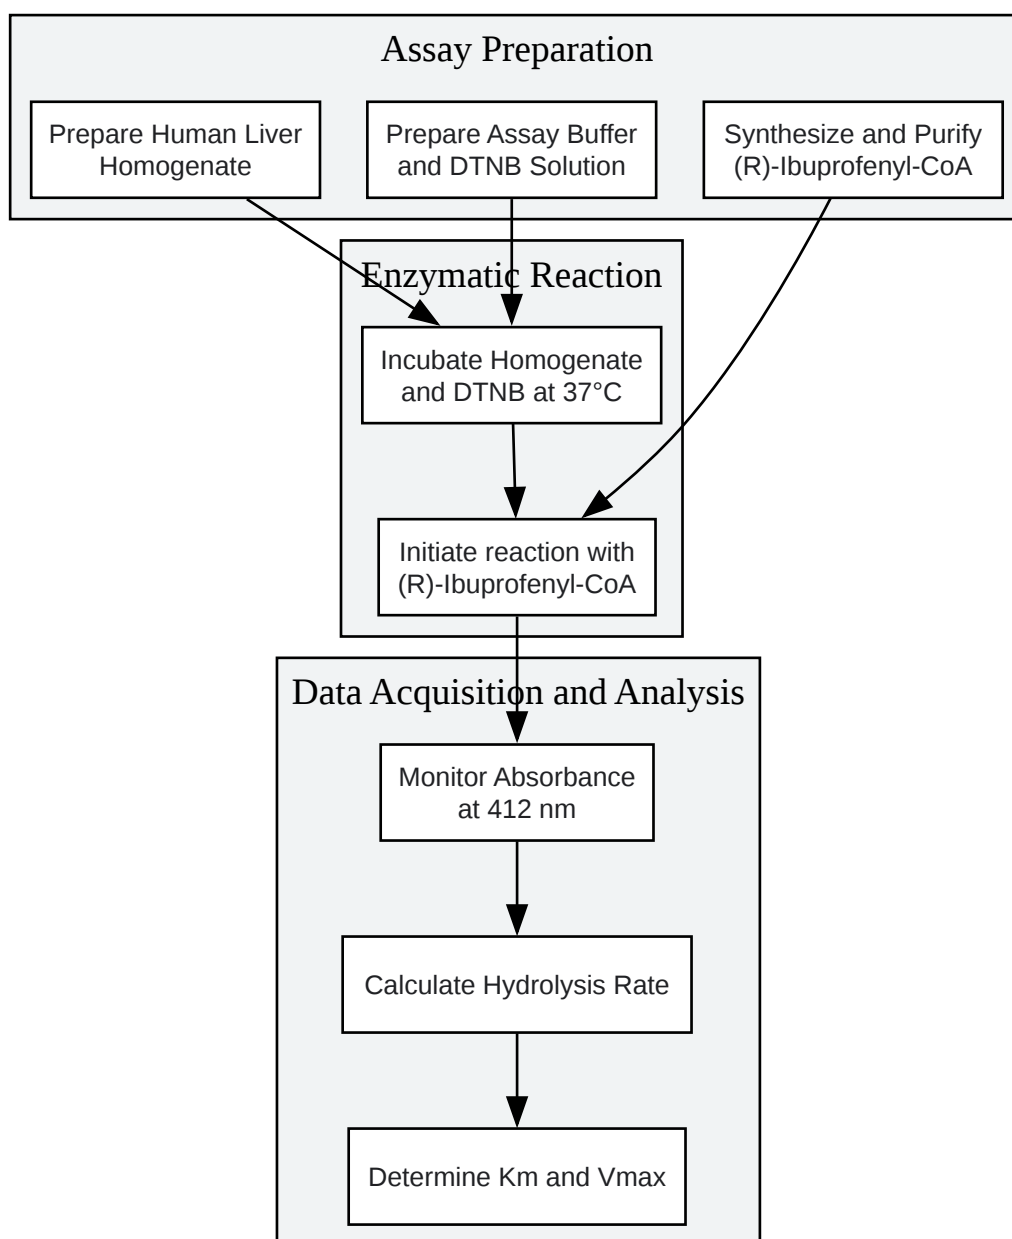 Assay Preparation
Prepare Human Liver
Homogenate
Prepare Assay Buffer
and DTNB Solution
Synthesize and Purify
(R)-Ibuprofenyl-CoA
Enzymatic Reaction
Incubate Homogenate
and DTNB at 37°C
Initiate reaction with
(R)-Ibuprofenyl-CoA
Data Acquisition and Analysis
Monitor Absorbance
at 412 nm
Calculate Hydrolysis Rate
Determine Km and Vmax